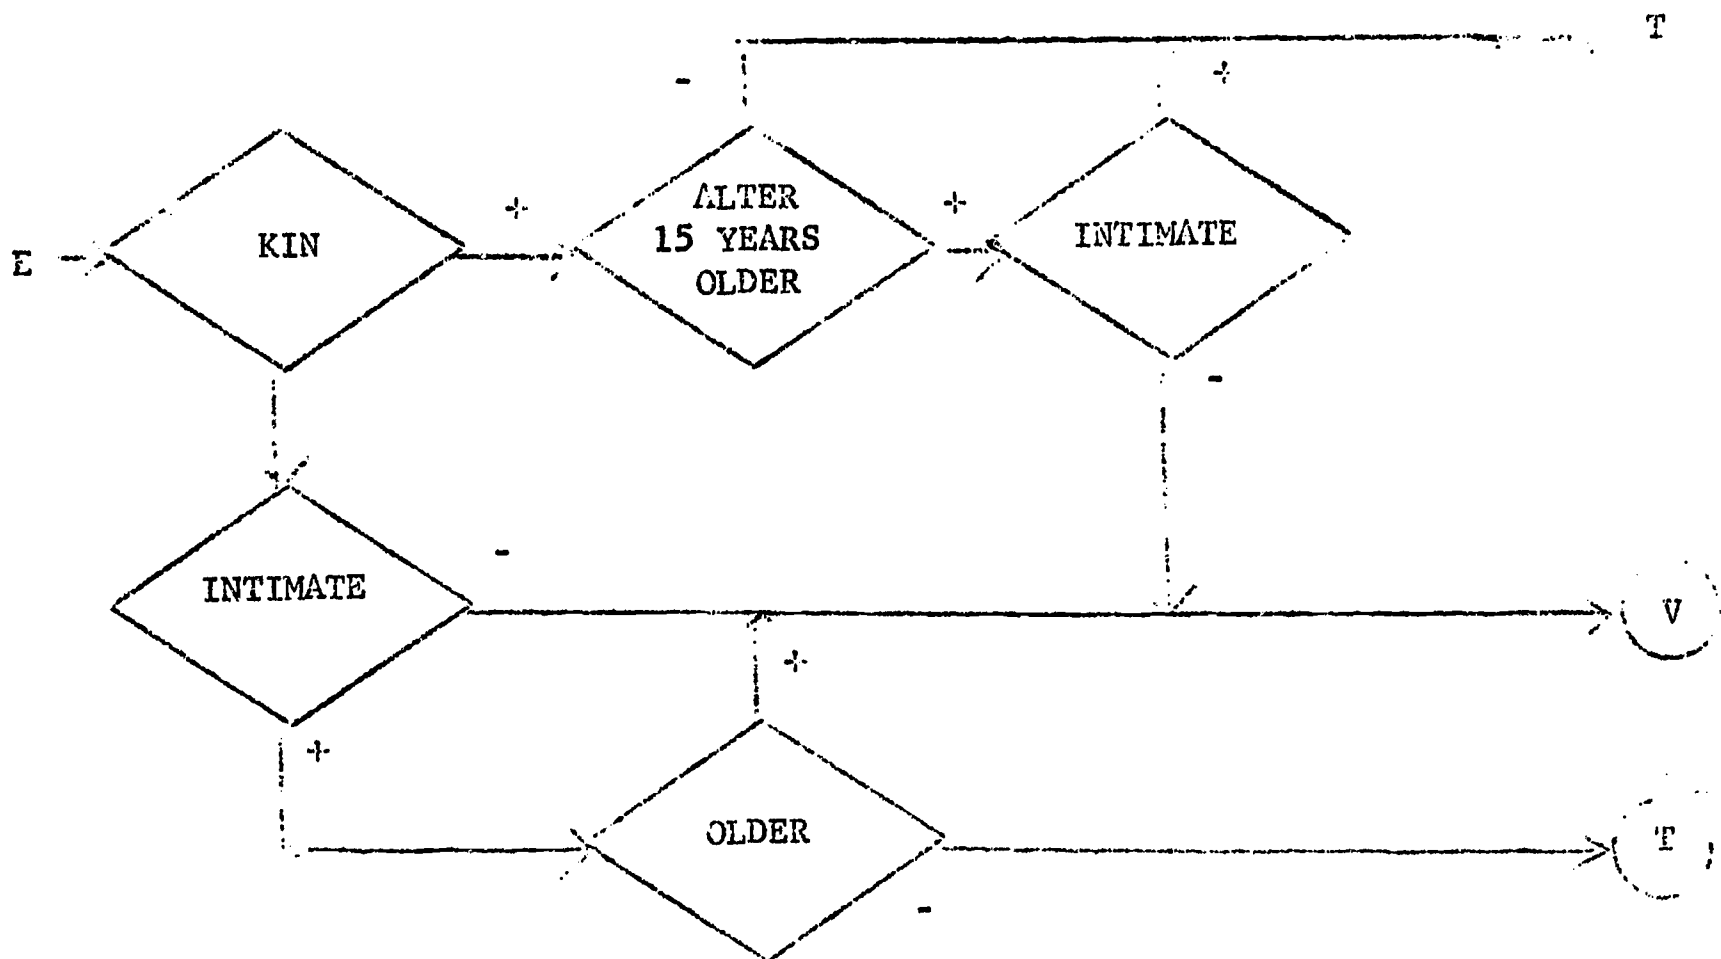 T
-
+
E
KIN
+
ALTER
15 YEARS
OLDER
+
INTIMATE
-
INTIMATE
-
V
+
+
OLDER
T
-